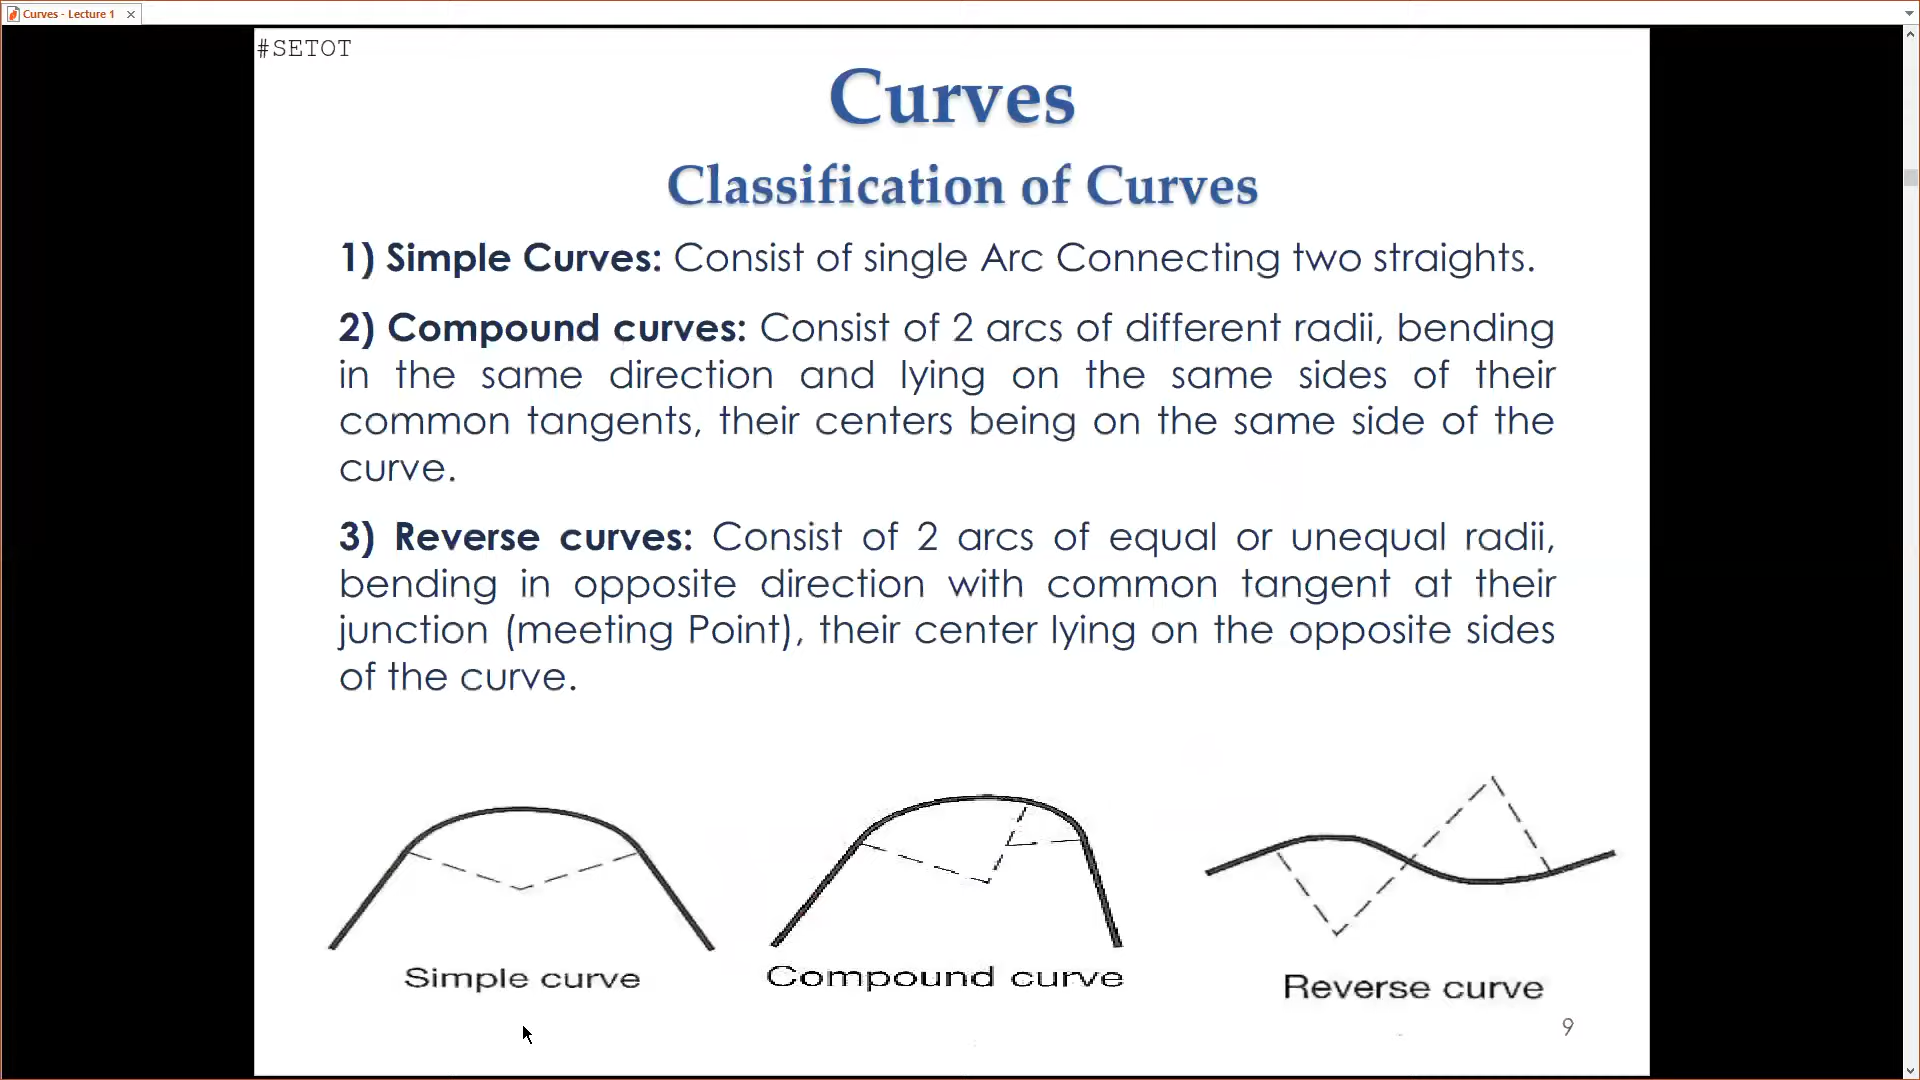 Curves - Lecture 1
#SETOT
Curves
Classification of Curves
1) Simple Curves: Consist of single Arc Connecting two straights.
2) Compound curves: Consist of 2 arcs of different radii, bending
in the same direction and lying on the same sides of their
common tangents, their centers being on the same side of the
curve.
3) Reverse curves: Consist of 2 arcs of equal or unequal radii,
bending in opposite direction with common tangent at their
junction (meeting Point), their center lying on the opposite sides
of the curve.
Simple curve
Compound curve
Reverse curve
9